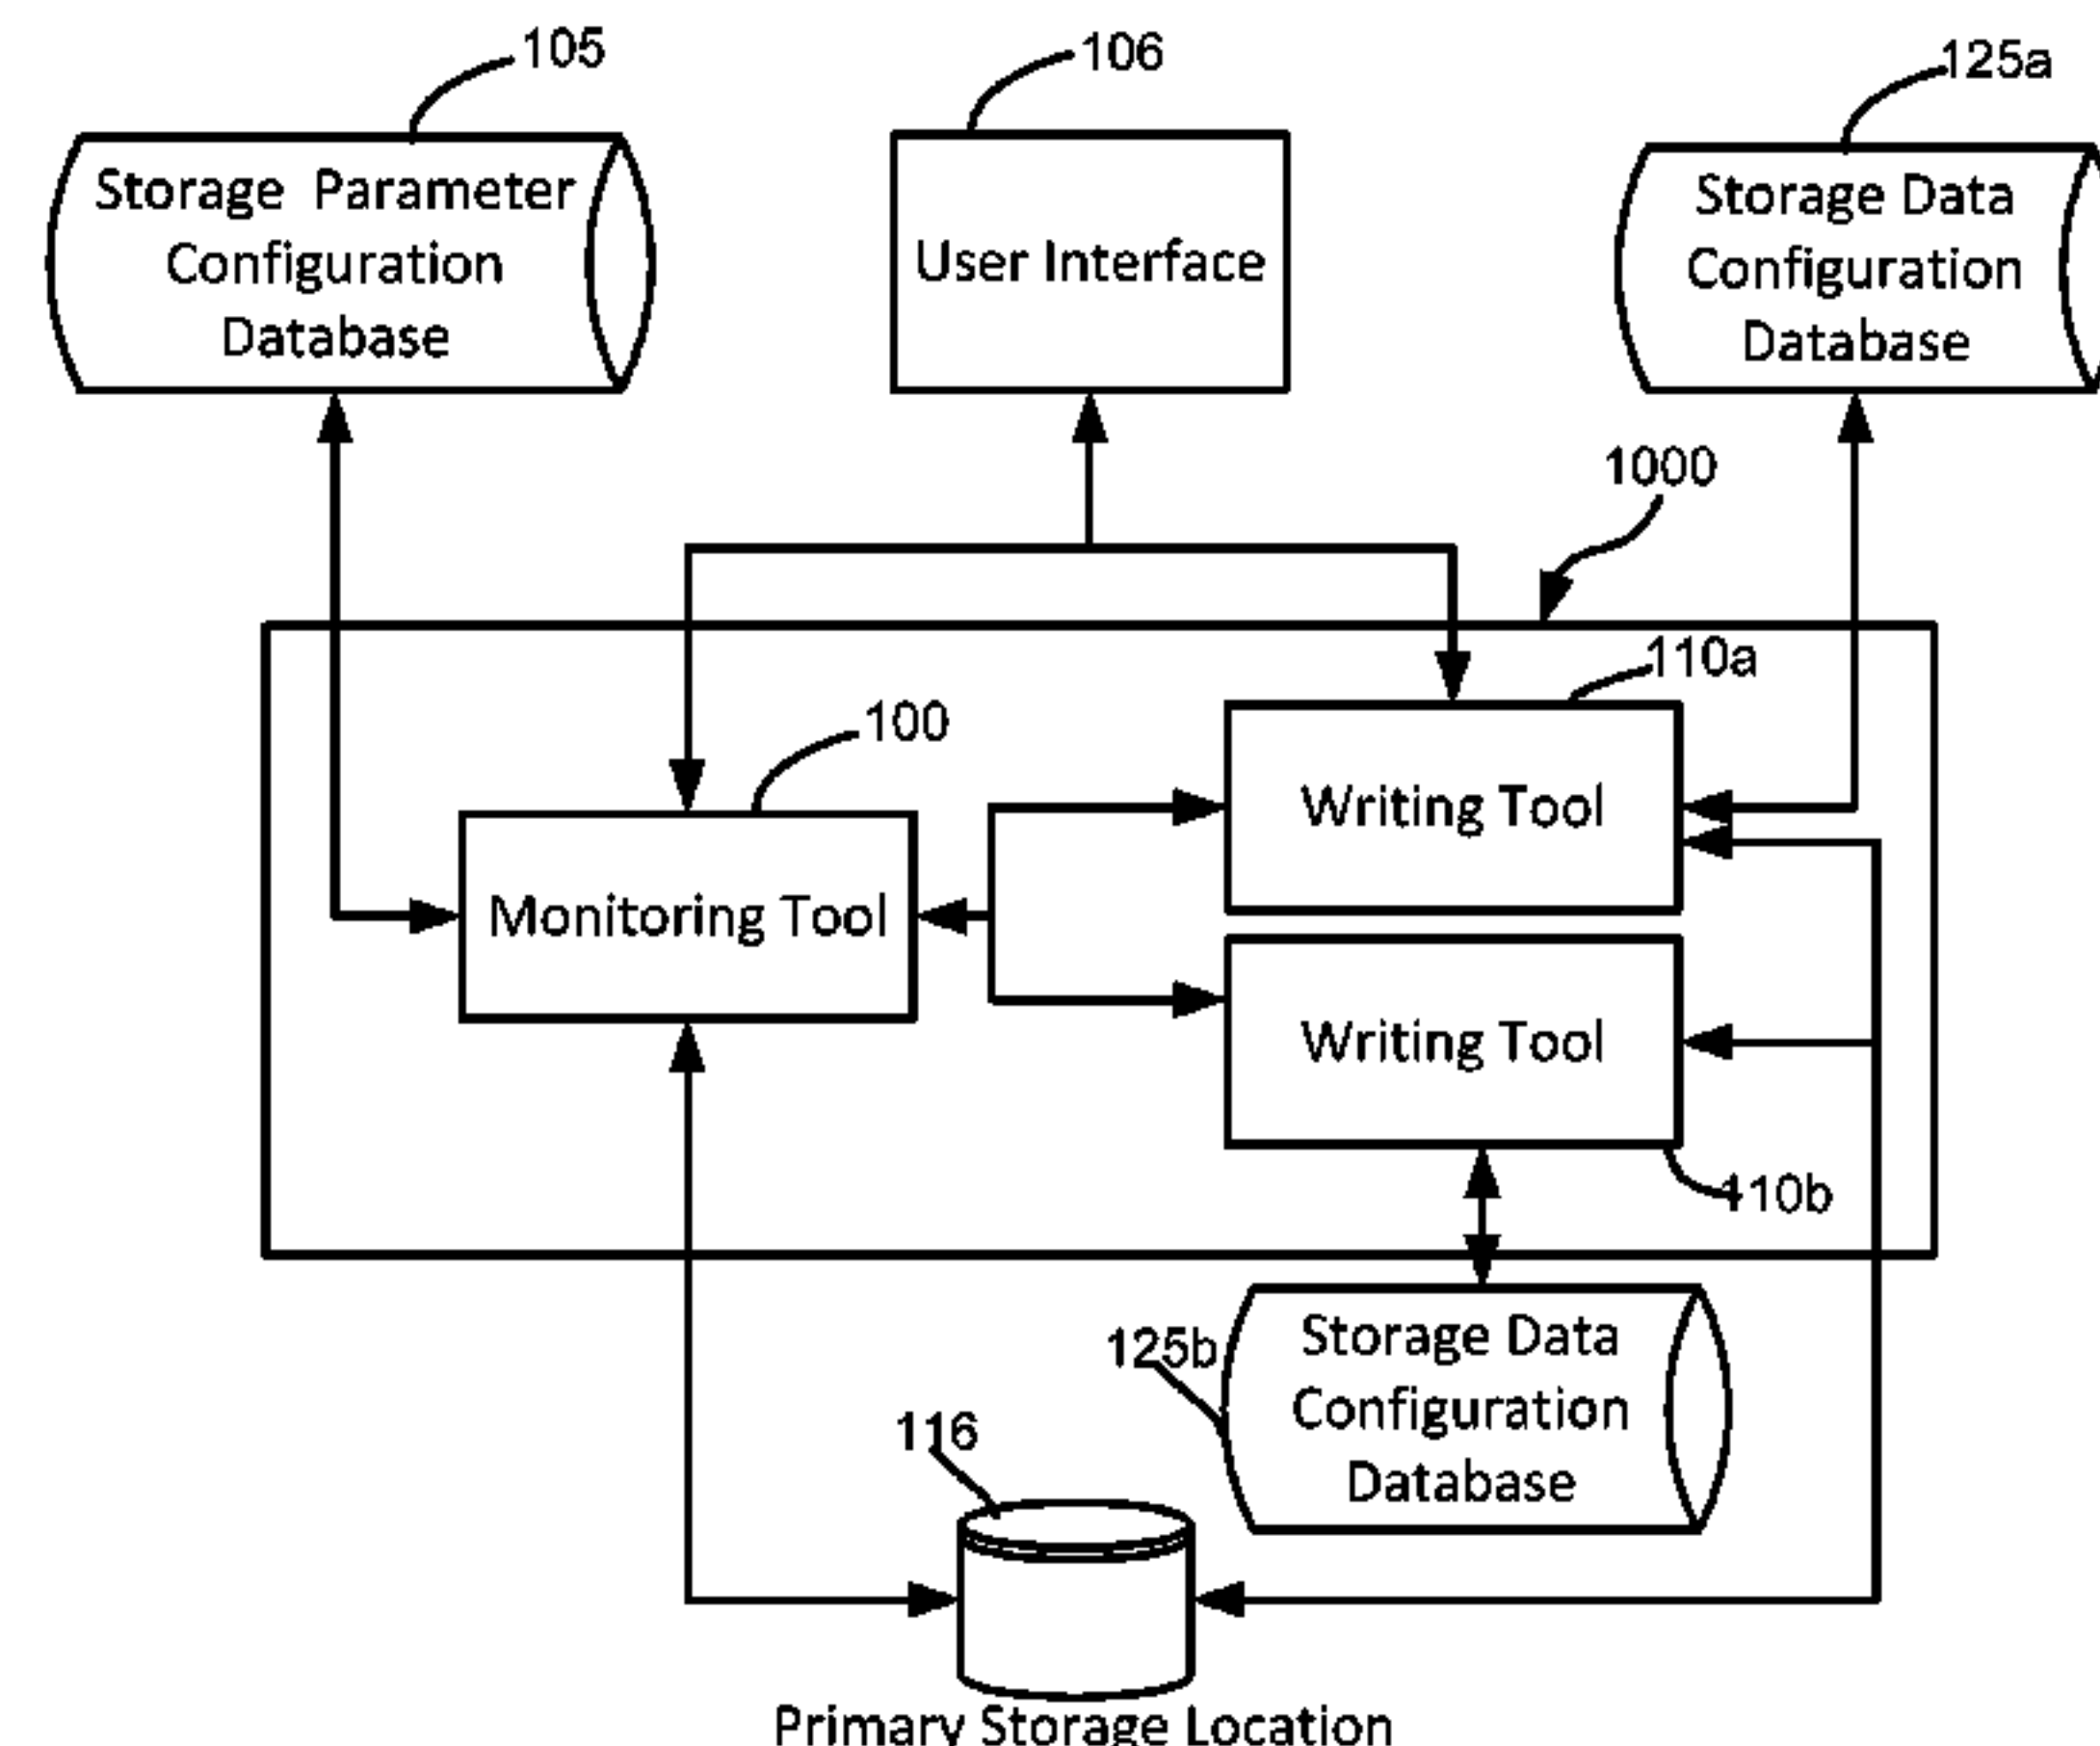 105
106
125a
Storage Parameter
Configuration
Database
User Interface
Storage Data
Configuration
Database
1000
110a
100
Writing Tool
Monitoring Tool
Writing Tool
110b
125b
Storage Data
Configuration
Database
116
Primary Storage Location